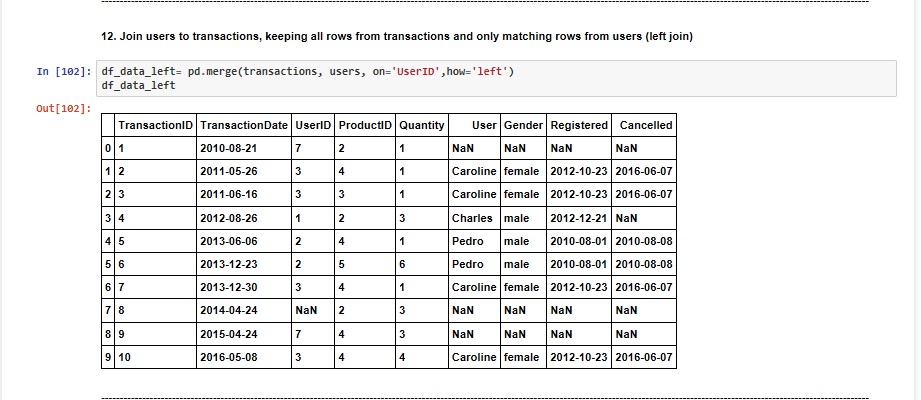 12. Join users to transactions, keeping all rows from transactions and only matching rows from users (left join)
In [102]: df_data_left= pd.merge(transactions, users, on='UserID',how='left')
df_data_left
Out[102]:
TransactionID TransactionDate UserID ProductID Quantity User Gender Registered Cancelled
0 1 2010-08-21 7 2 1 NaN NaN NaN NaN
1 2 2011-05-26 3 4 1 Caroline female 2012-10-23 2016-06-07
2 3 2011-06-16 3 3 1 Caroline female 2012-10-23 2016-06-07
3 4 2012-08-26 1 2 3 Charles male 2012-12-21 NaN
4 5 2013-06-06 2 4 1 Pedro male 2010-08-01 2010-08-08
5 6 2013-12-23 2 5 6 Pedro male 2010-08-01 2010-08-08
6 7 2013-12-30 3 4 1 Caroline female 2012-10-23 2016-06-07
7 8 2014-04-24 NaN 2 3 NaN NaN NaN NaN
8 9 2015-04-24 7 4 3 NaN NaN NaN NaN
9 10 2016-05-08 3 4 4 Caroline female 2012-10-23 2016-06-07